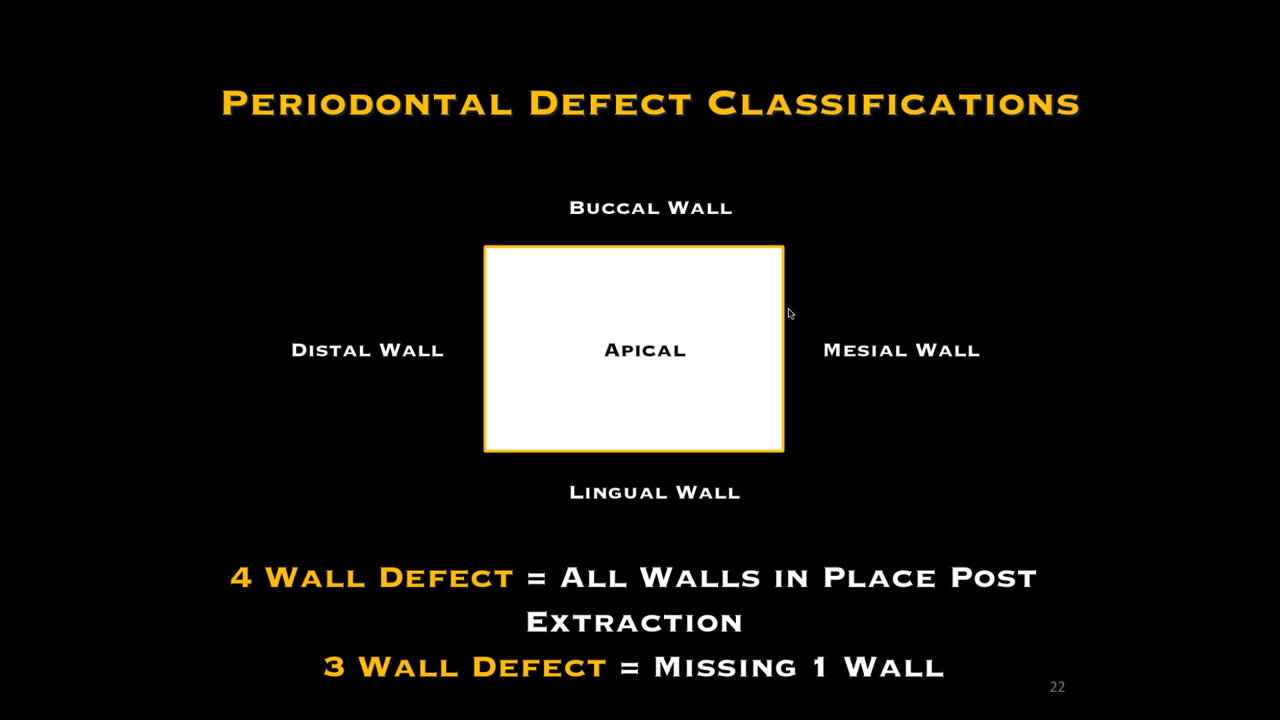 Periodontal Defect Classifications
Buccal Wall
Distal Wall
Apical
Mesial Wall
Lingual Wall
4 Wall Defect = All Walls in Place Post
Extraction
3 Wall Defect = Missing 1 Wall
22